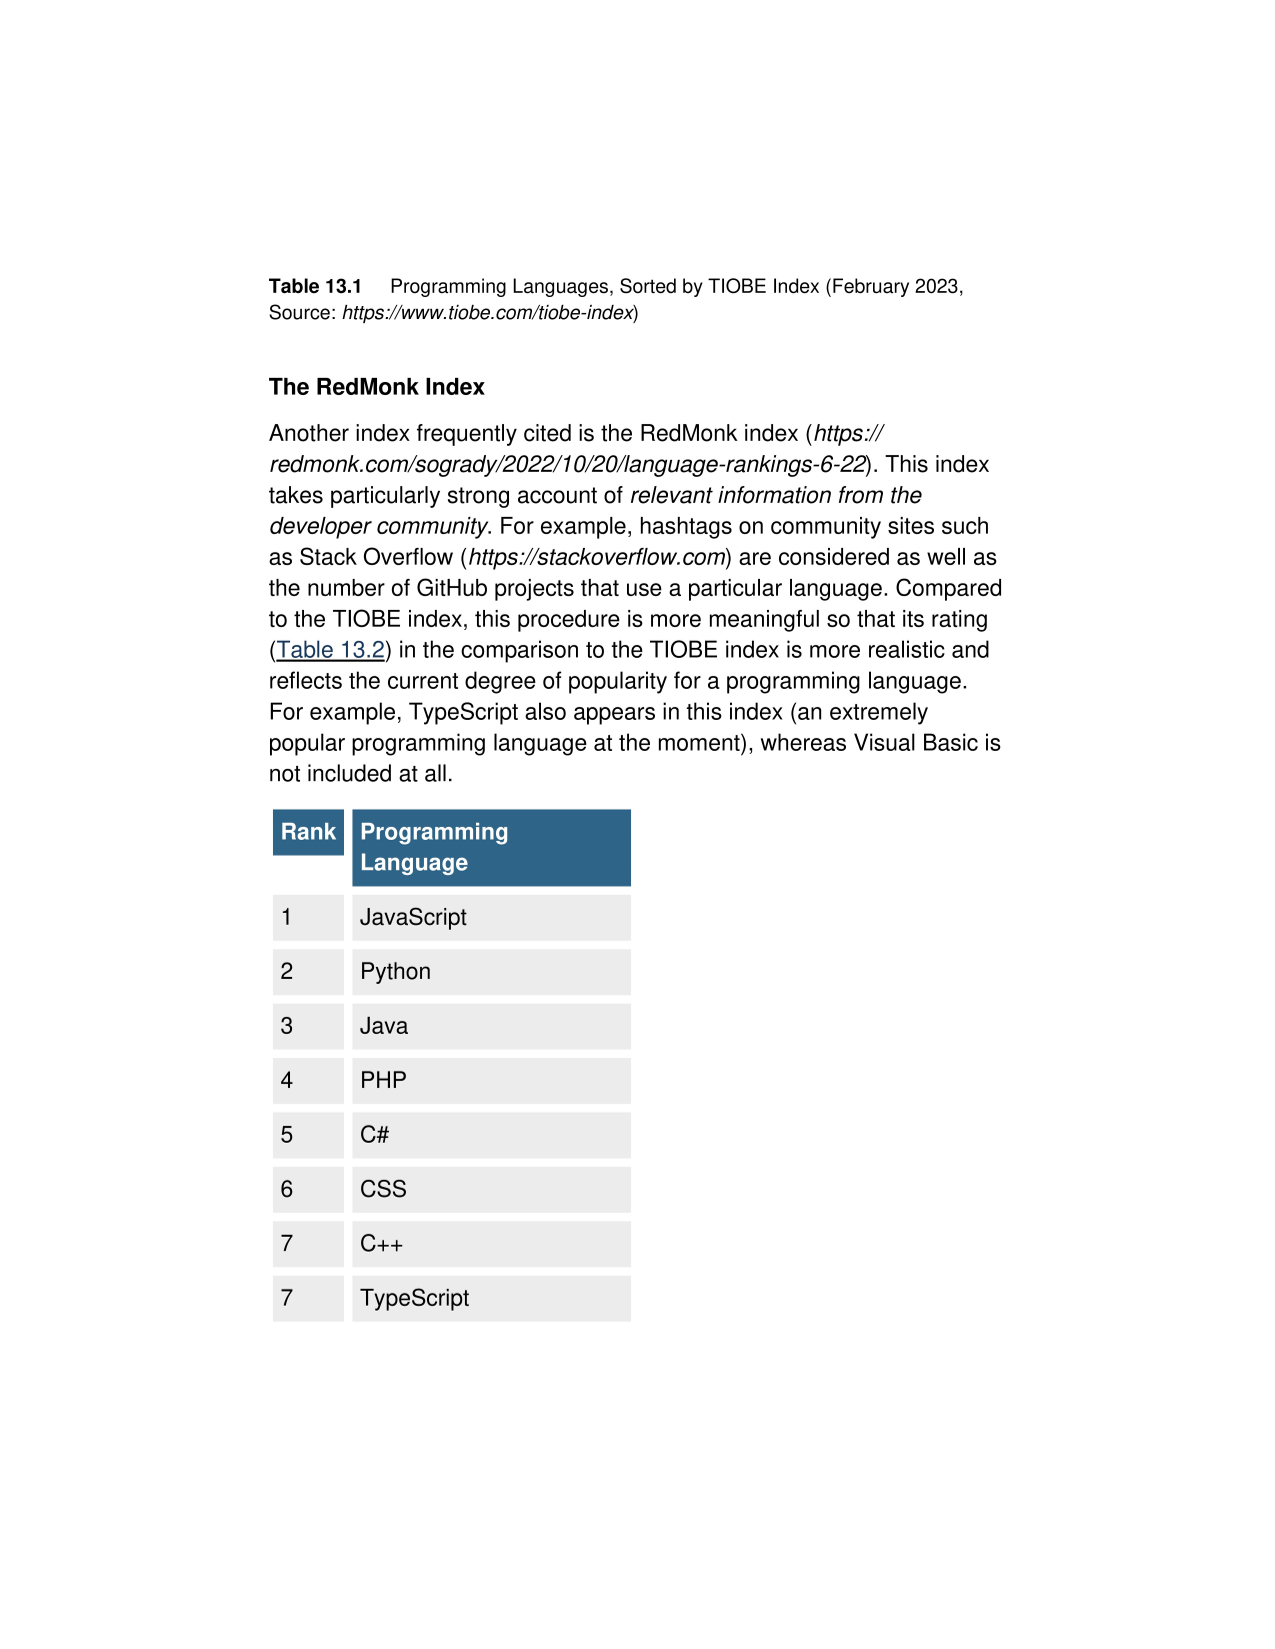 Table 13.1 Programming Languages, Sorted by TIOBE Index (February 2023,
Source: https://www.tiobe.com/tiobe-index)
The RedMonk Index
Another index frequently cited is the RedMonk index (https://
redmonk.com/sogrady/2022/10/20/language-rankings-6-22). This index
takes particularly strong account of relevant information from the
developer community. For example, hashtags on community sites such
as Stack Overflow (https://stackoverflow.com) are considered as well as
the number of GitHub projects that use a particular language. Compared
to the TIOBE index, this procedure is more meaningful so that its rating
(Table 13.2) in the comparison to the TIOBE index is more realistic and
reflects the current degree of popularity for a programming language.
For example, TypeScript also appears in this index (an extremely
popular programming language at the moment), whereas Visual Basic is
not included at all.
Rank Programming
Language
1 JavaScript
2 Python
3 Java
4 PHP
5 C#
6 CSS
7 C++
7 TypeScript